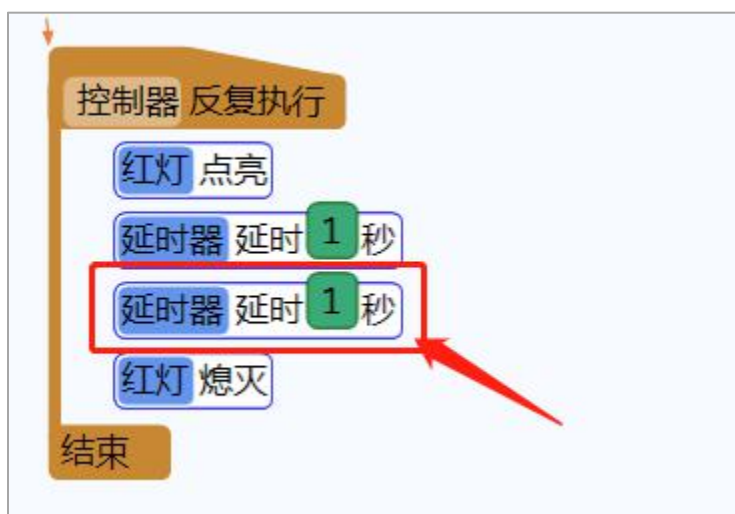 控制器 反复执行
红灯 点亮
延时器 延时 1 秒
延时器 延时 1 秒
红灯 熄灭
结束